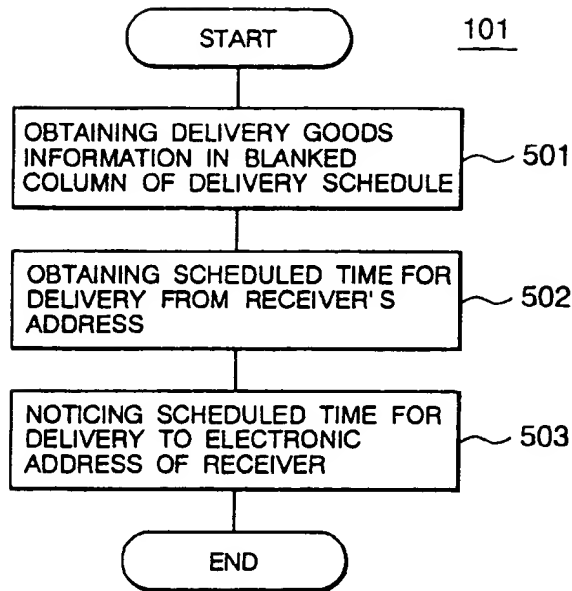 START
101
OBTAINING DELIVERY GOODS
INFORMATION IN BLANKED
COLUMN OF DELIVERY SCHEDULE
501
OBTAINING SCHEDULED TIME FOR
DELIVERY FROM RECEIVER'S
ADDRESS
502
NOTICING SCHEDULED TIME FOR
DELIVERY TO ELECTRONIC
ADDRESS OF RECEIVER
503
END